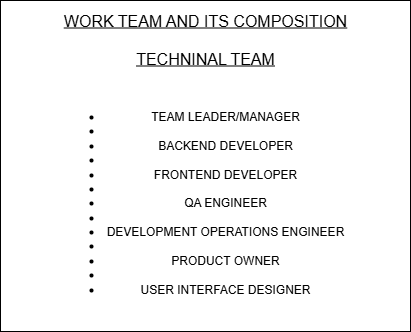 WORK TEAM AND ITS COMPOSITION
TECHNINAL TEAM
• TEAM LEADER/MANAGER
•
• BACKEND DEVELOPER
•
• FRONTEND DEVELOPER
•
• QA ENGINEER
•
• DEVELOPMENT OPERATIONS ENGINEER
•
• PRODUCT OWNER
•
• USER INTERFACE DESIGNER